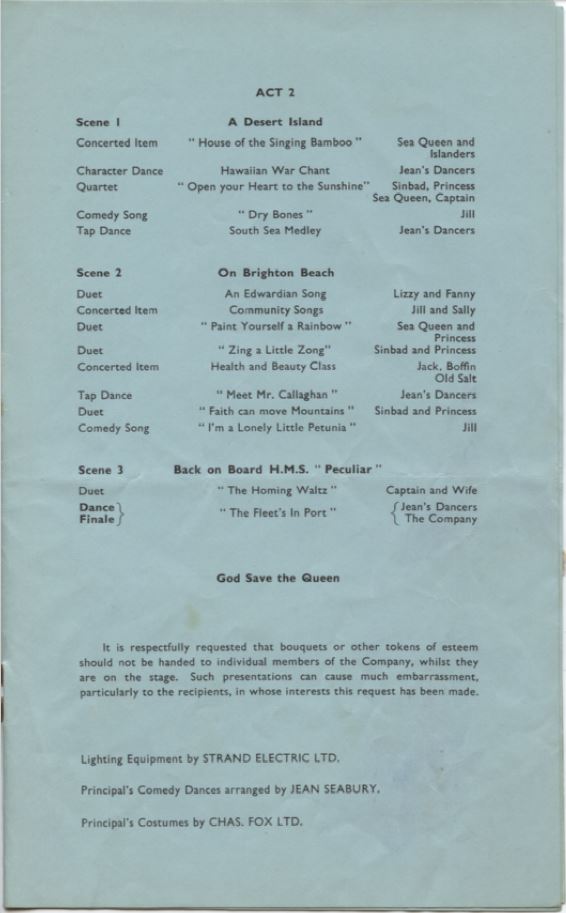 ACT 2
Scene 1 A Desert Island
Concerted Item " House of the Singing Bamboo " Sea Queen and
Islanders
Character Dance Hawaiian War Chant Jean's Dancers
Quartet " Open your Heart to the Sunshine" Sinbad, Princess
Sea Queen, Captain
Comedy Song " Dry Bones " Jill
Tap Dance South Sea Medley Jean's Dancers
Scene 2 On Brighton Beach
Duet An Edwardian Song Lizzy and Fanny
Concerted Item Community Songs Jill and Sally
Duet " Paint Yourself a Rainbow " Sea Queen and
Princess
Duet " Zing a Little Zong" Sinbad and Princess
Concerted Item Health and Beauty Class Jack, Boffin
Old Salt
Tap Dance " Meet Mr. Callaghan " Jean's Dancers
Duet " Faith can move Mountains " Sinbad and Princess
Comedy Song " I'm a Lonely Little Petunia " Jill
Scene 3 Back on Board H.M.S. " Peculiar "
Duet " The Homing Waltz " Captain and Wife
Dance } " The Fleet's In Port " { Jean's Dancers
Finale } The Company
God Save the Queen
It is respectfully requested that bouquets or other tokens of esteem
should not be handed to individual members of the Company, whilst they
are on the stage. Such presentations can cause much embarrassment,
particularly to the recipients, in whose interests this request has been made.
Lighting Equipment by STRAND ELECTRIC LTD.
Principal's Comedy Dances arranged by JEAN SEABURY.
Principal's Costumes by CHAS. FOX LTD.